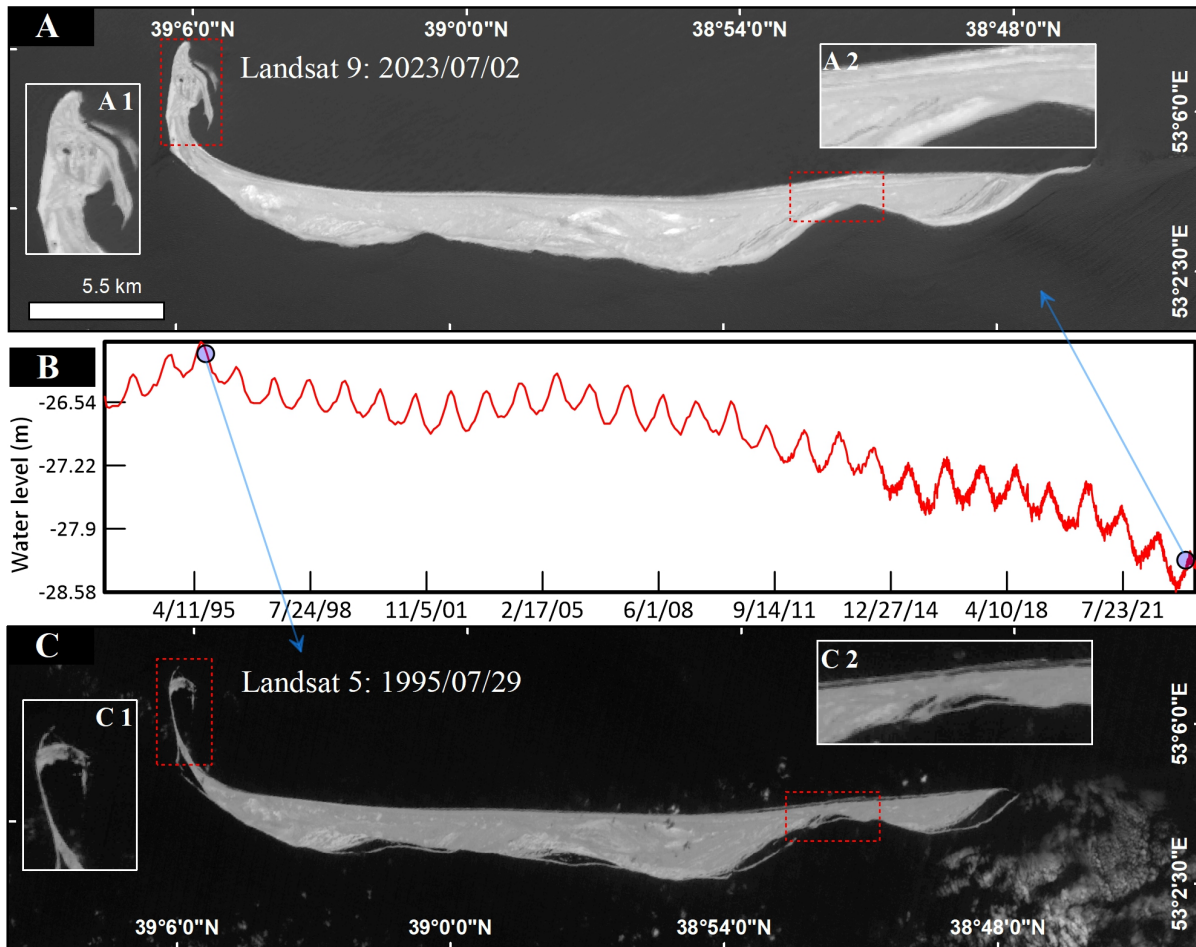 A
39°6'0"N 39°0'0"N 38°54'0"N 38°48'0"N
Landsat 9: 2023/07/02
A 1
A 2
53°6'0"E
53°2'30"E
5.5 km
B
Water level (m)
-26.54
-27.22
-27.9
-28.58
4/11/95 7/24/98 11/5/01 2/17/05 6/1/08 9/14/11 12/27/14 4/10/18 7/23/21
C
Landsat 5: 1995/07/29
C 1
C 2
53°6'0"E
53°2'30"E
39°6'0"N 39°0'0"N 38°54'0"N 38°48'0"N